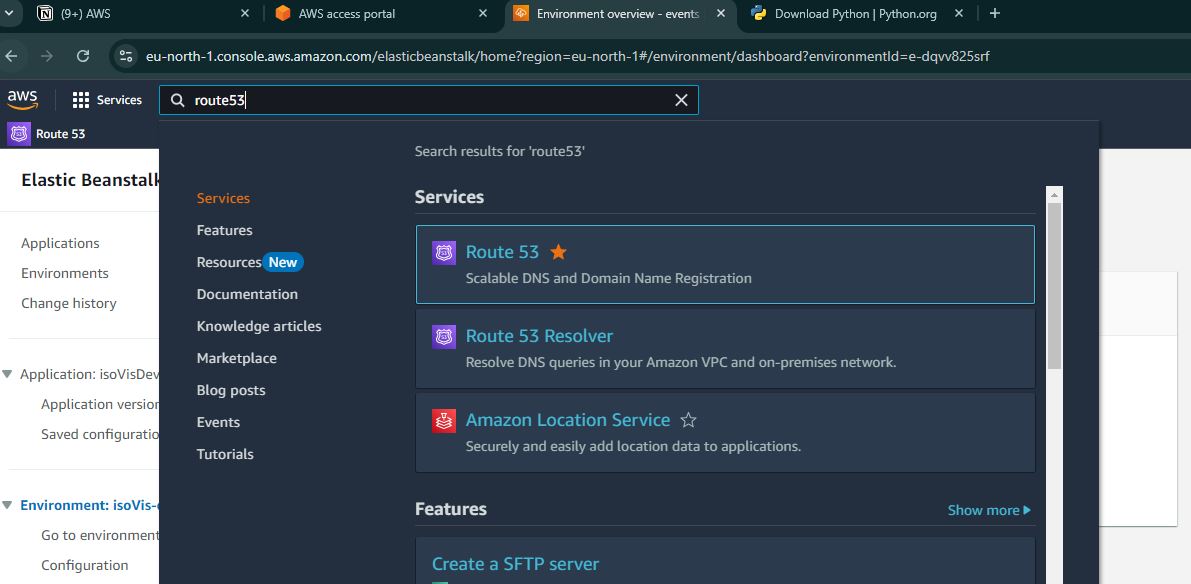 (9+) AWS
AWS access portal
Environment overview - events
Download Python | Python.org
eu-north-1.console.aws.amazon.com/elasticbeanstalk/home?region=eu-north-1#/environment/dashboard?environmentId=e-dqvv825srf
aws
Services
route53
Route 53
Search results for 'route53'
Elastic Beanstalk
Applications
Environments
Change history
Application: isoVisDev
Application version
Saved configuratio
Environment: isoVis-
Go to environment
Configuration
Services
Features
Resources New
Documentation
Knowledge articles
Marketplace
Blog posts
Events
Tutorials
Services
Route 53
Scalable DNS and Domain Name Registration
Route 53 Resolver
Resolve DNS queries in your Amazon VPC and on-premises network.
Amazon Location Service
Securely and easily add location data to applications.
Features
Show more
Create a SFTP server